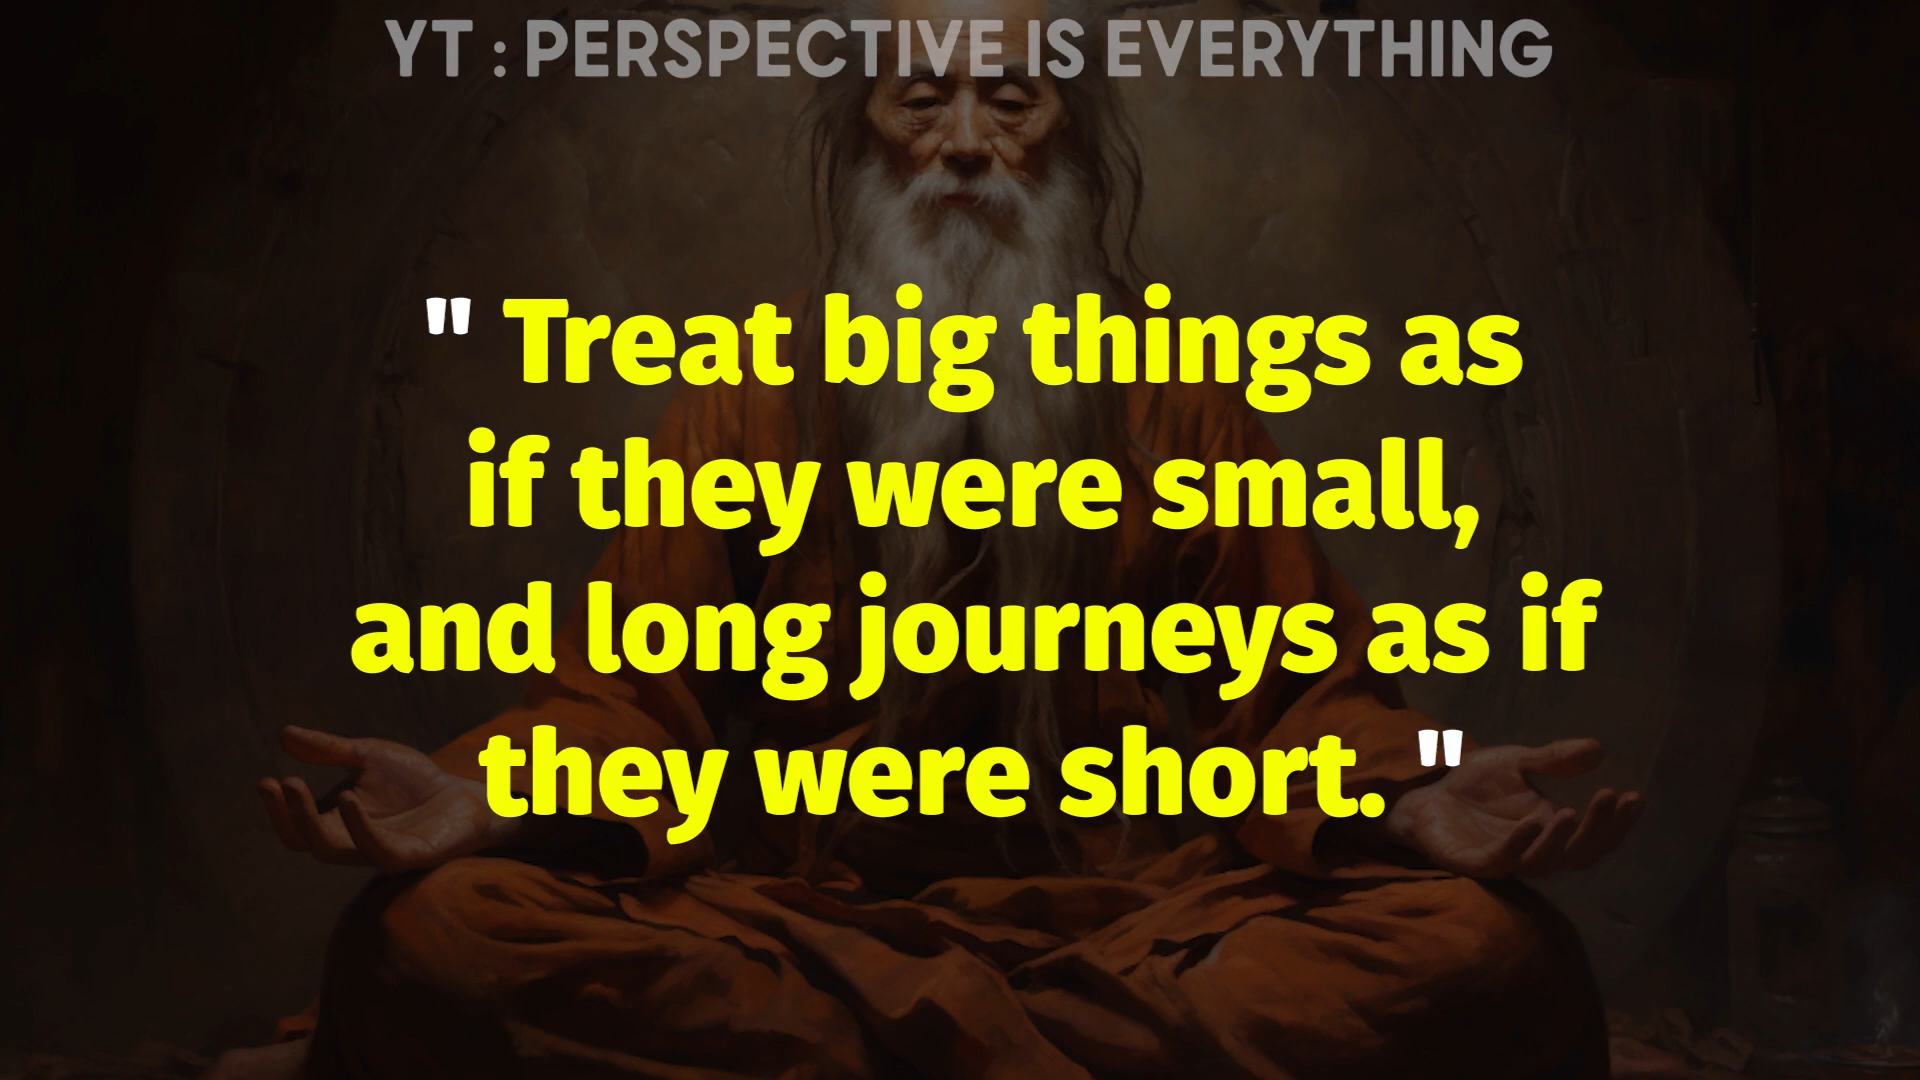 YT : PERSPECTIVE IS EVERYTHING
" Treat big things as
if they were small,
and long journeys as if
they were short. "